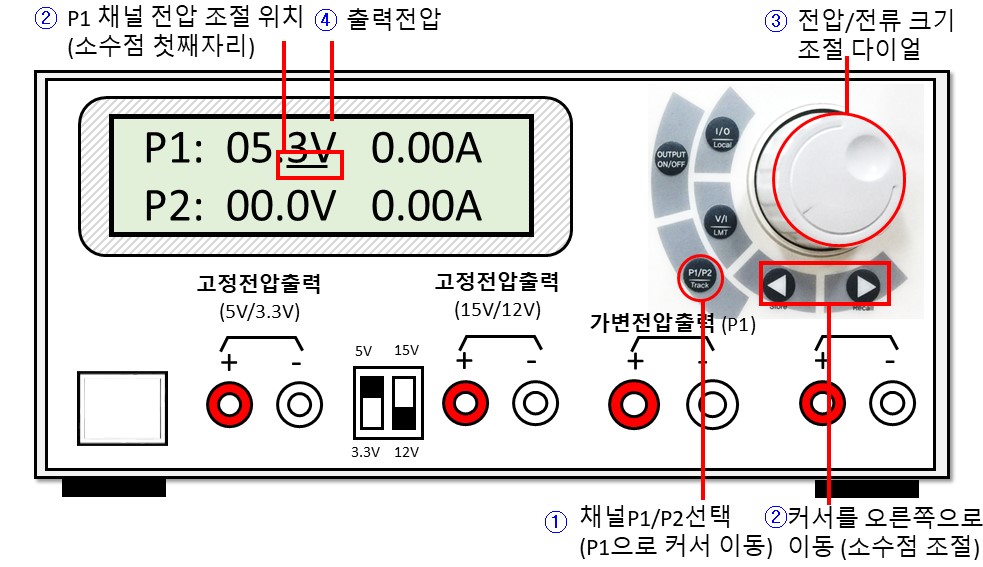 ② P1 채널 전압 조절 위치
(소수점 첫째자리)
④ 출력전압
③ 전압/전류 크기
조절 다이얼
P1: 05.3V 0.00A
P2: 00.0V 0.00A
OUTPUT
ON/OFF
I/O
Local
V/I
LMT
P1/P2
Track
Store
Recall
고정전압출력
(5V/3.3V)
고정전압출력
(15V/12V)
가변전압출력 (P1)
+ -
5V 15V
3.3V 12V
+ -
+ -
+ -
① 채널P1/P2선택
(P1으로 커서 이동)
②커서를 오른쪽으로
이동 (소수점 조절)